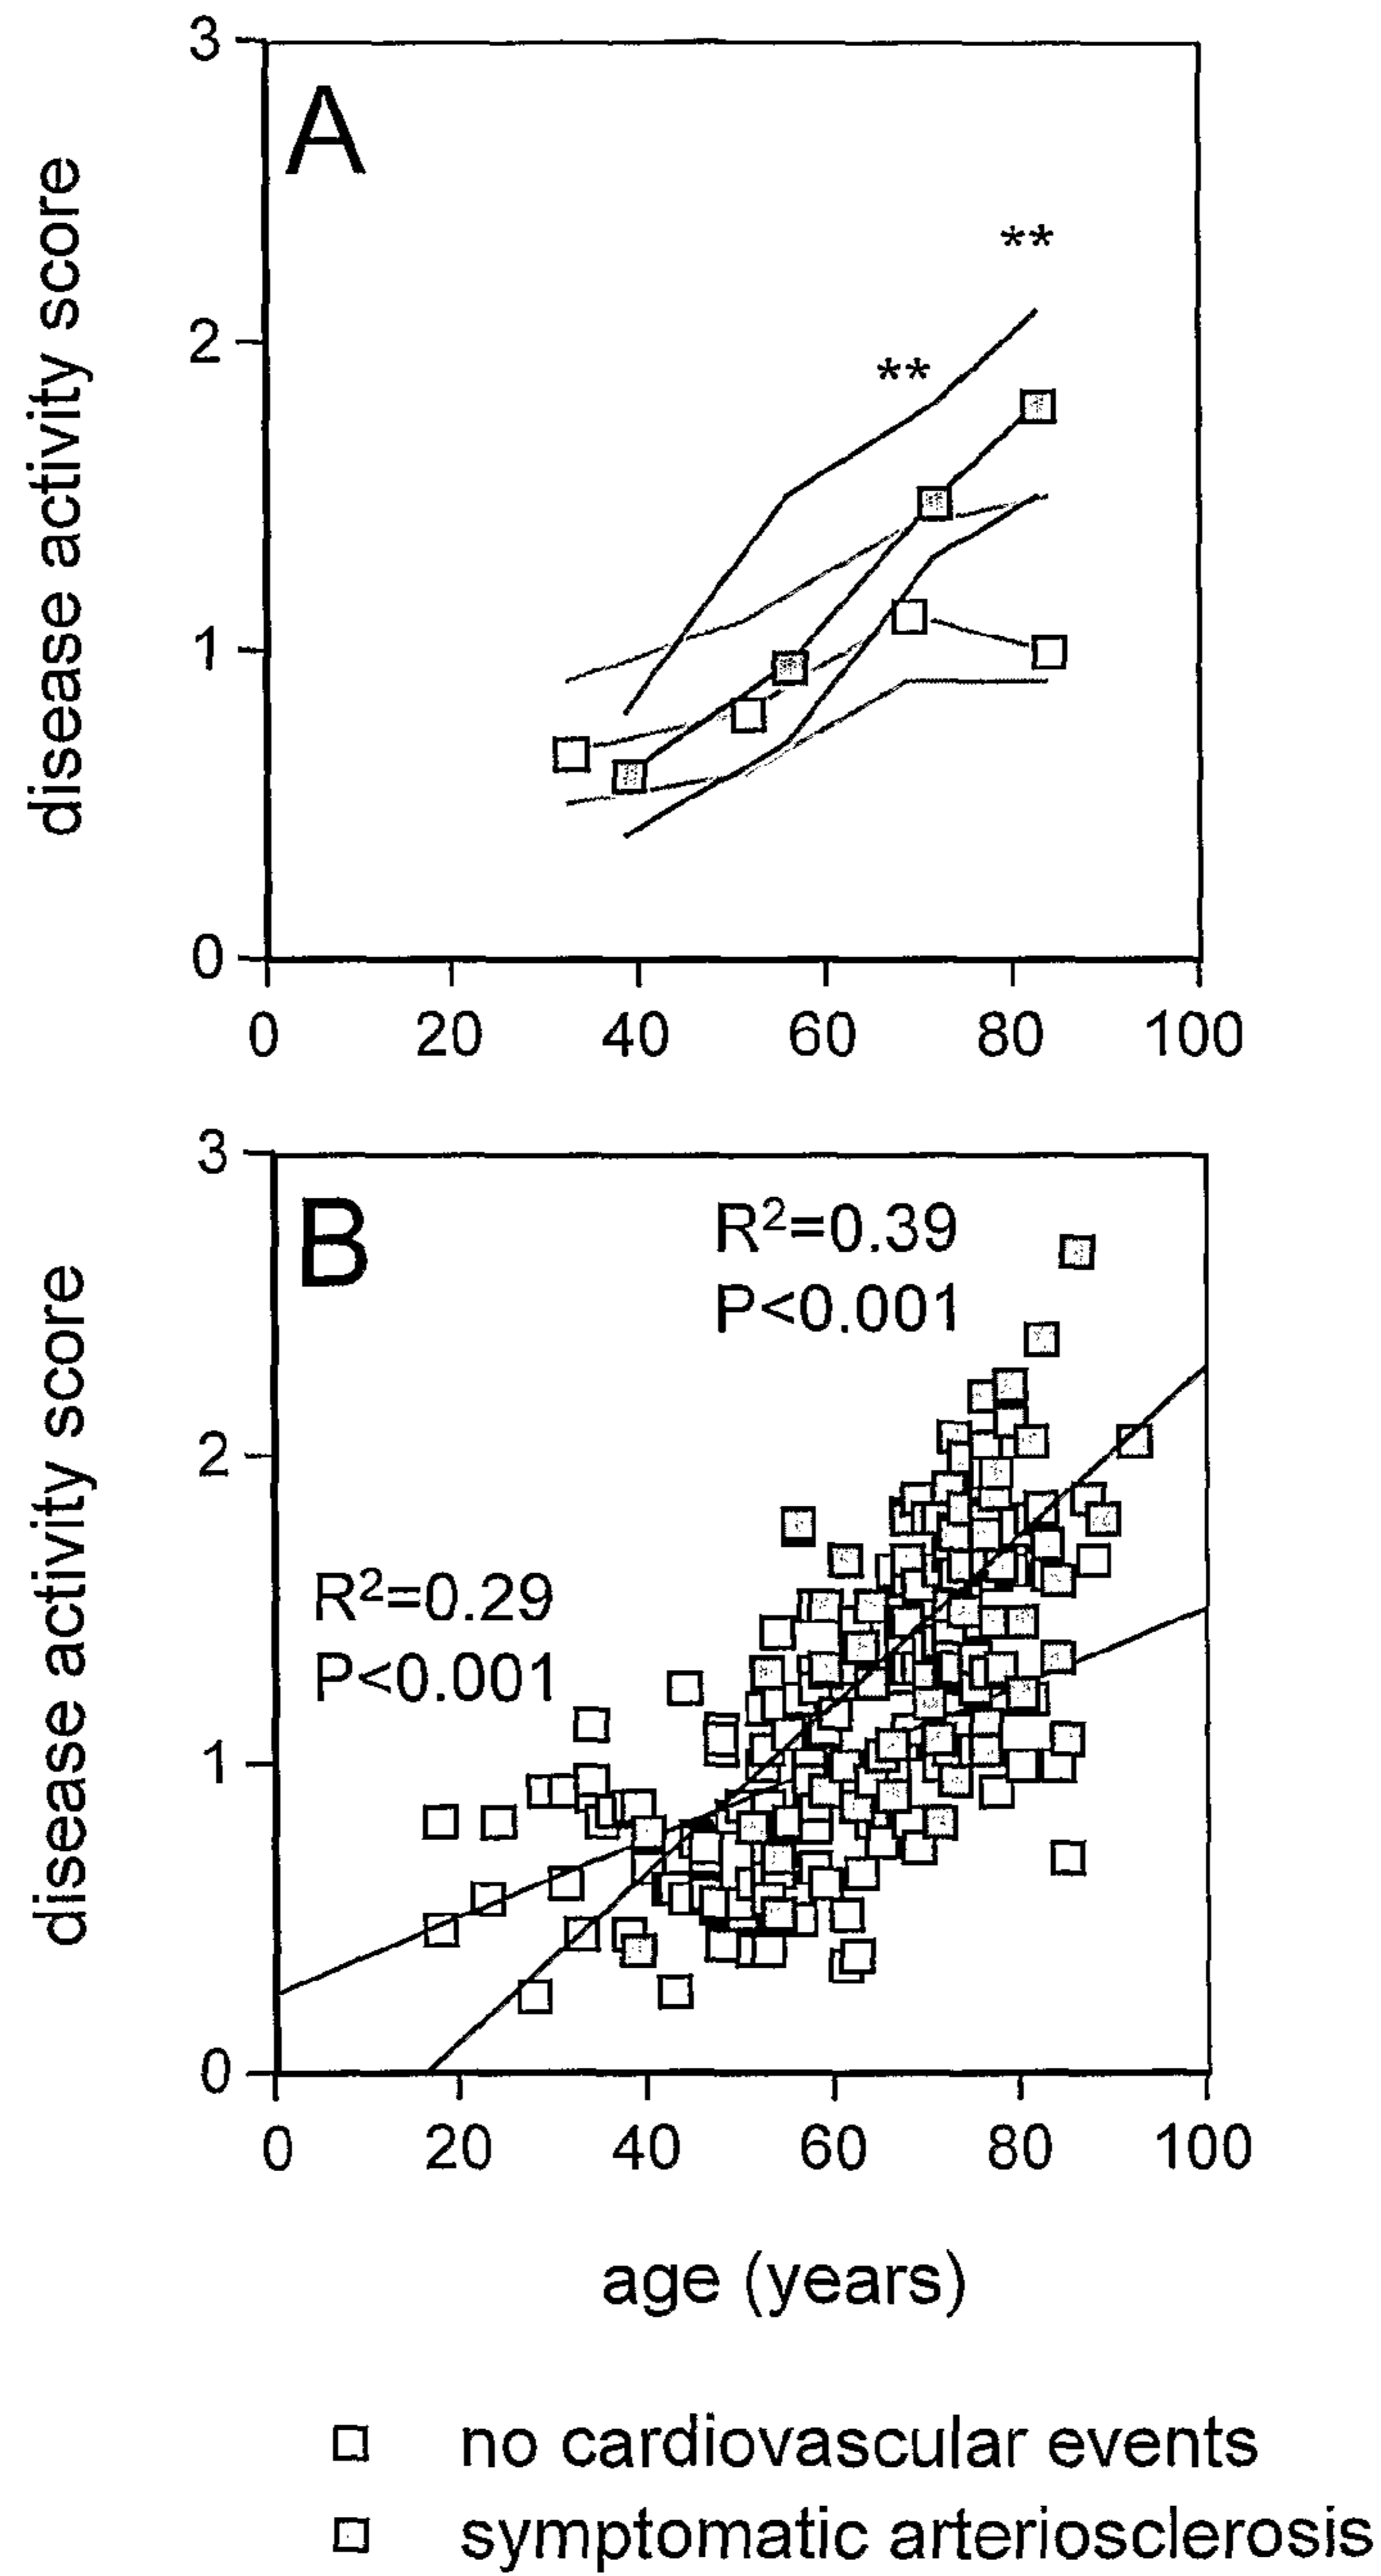 3
A
disease activity score
**
2
**
1
0
0 20 40 60 80 100
3
B
R²=0.39
P<0.001
disease activity score
2
R²=0.29
P<0.001
1
0
0 20 40 60 80 100
age (years)
no cardiovascular events
symptomatic arteriosclerosis